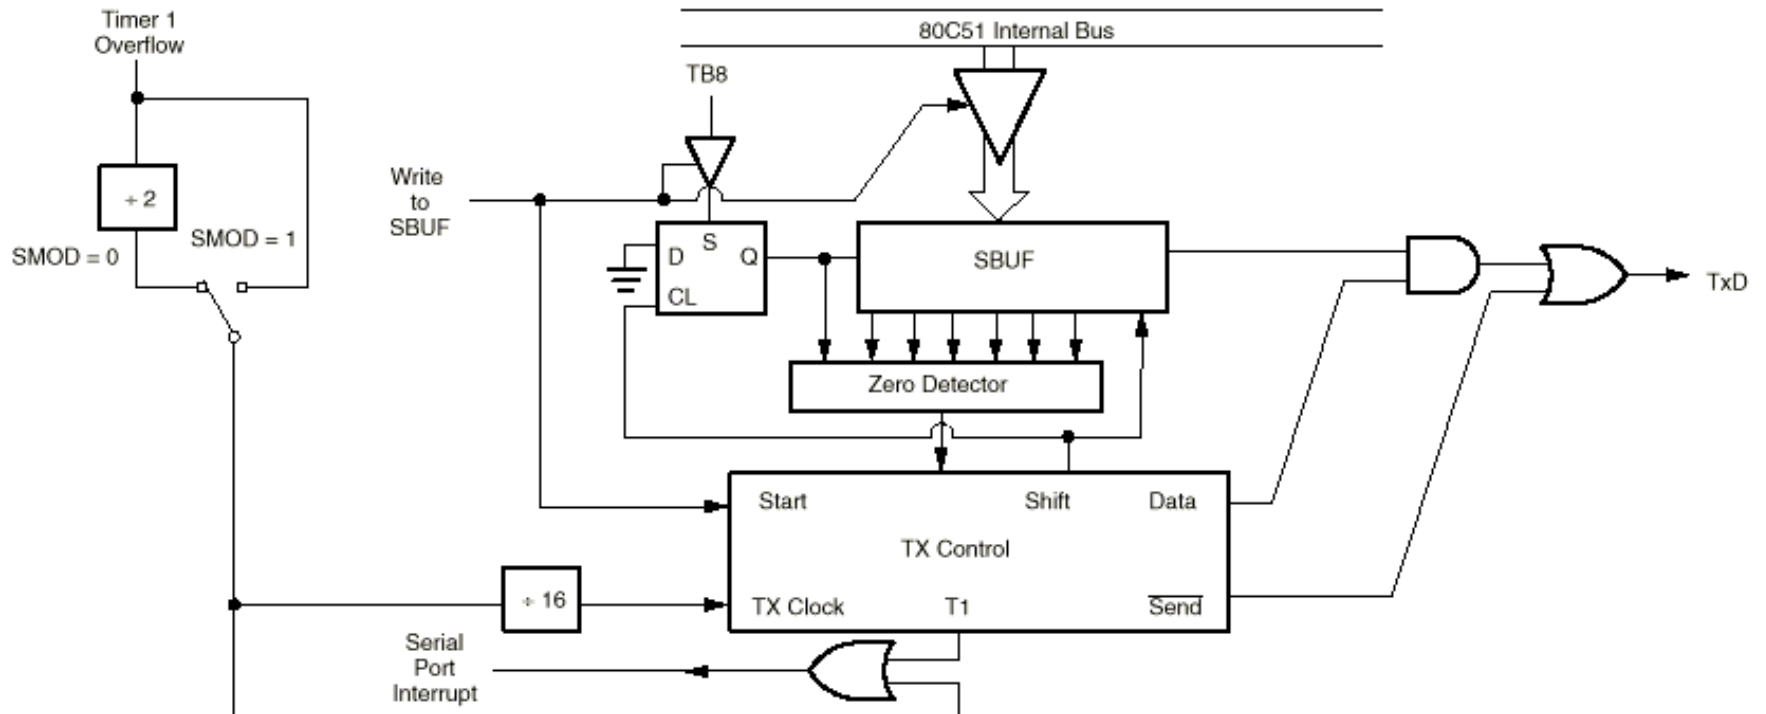 Timer 1
Overflow
80C51 Internal Bus
TB8
÷ 2
Write
to
SBUF
SMOD = 1
SMOD = 0
S
D
Q
CL
SBUF
TxD
Zero Detector
Start
Shift
Data
TX Control
÷ 16
TX Clock
T1
Send
Serial
Port
Interrupt